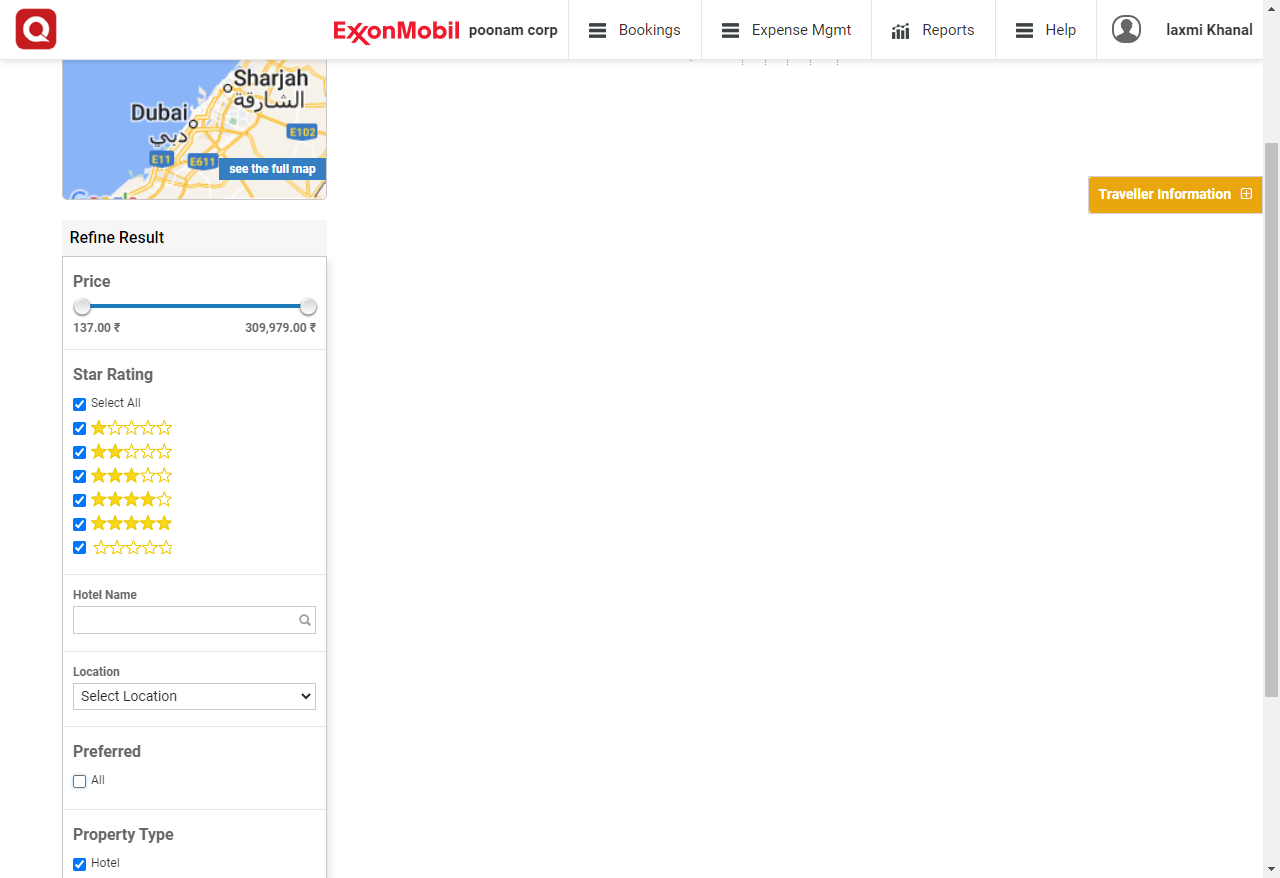 Q
ExxonMobil poonam corp Bookings Expense Mgmt Reports Help laxmi Khanal
Sharjah
الشارقة
Dubai
دبي
E102
E11 E611
see the full map
Google
Traveller Information
Refine Result
Price
137.00 ₹ 309,979.00 ₹
Star Rating
Select All
Hotel Name
Location
Select Location
Preferred
All
Property Type
Hotel